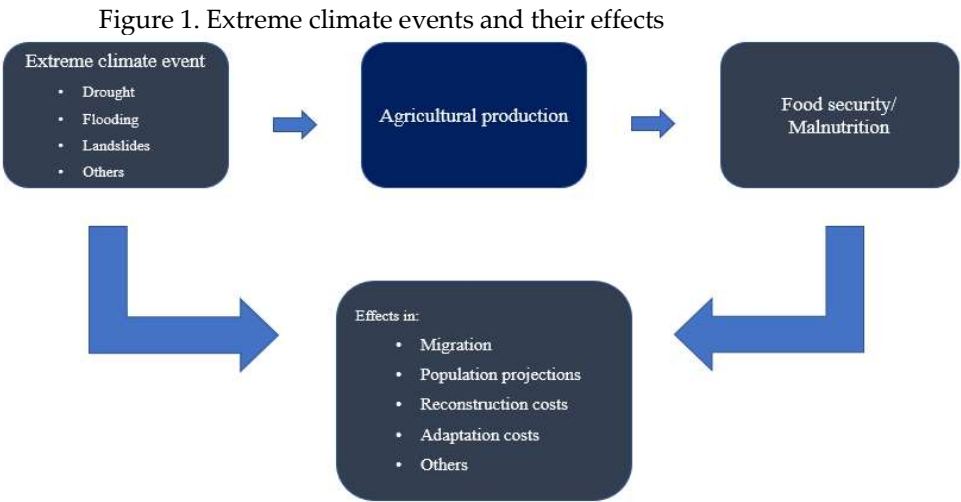 Figure 1. Extreme climate events and their effects
Extreme climate event
• Drought
• Flooding
• Landslides
• Others
Agricultural production
Food security/
Malnutrition
Effects in:
• Migration
• Population projections
• Reconstruction costs
• Adaptation costs
• Others